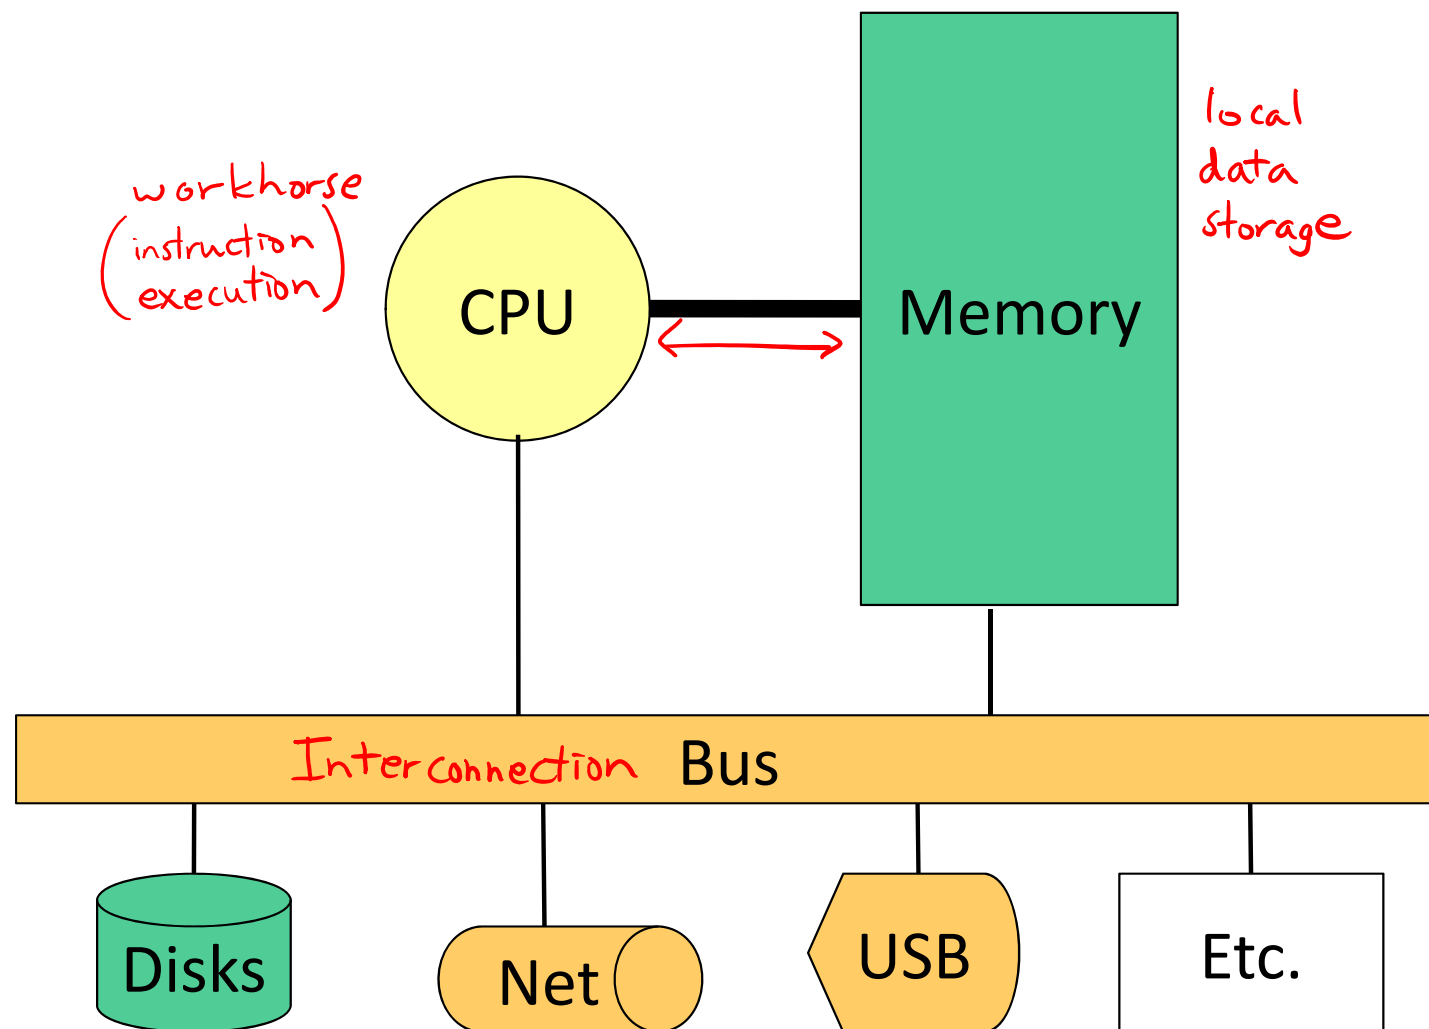 local
data
storage
workhorse
(instruction
execution)
CPU
Memory
Interconnection Bus
Disks
Net
USB
Etc.